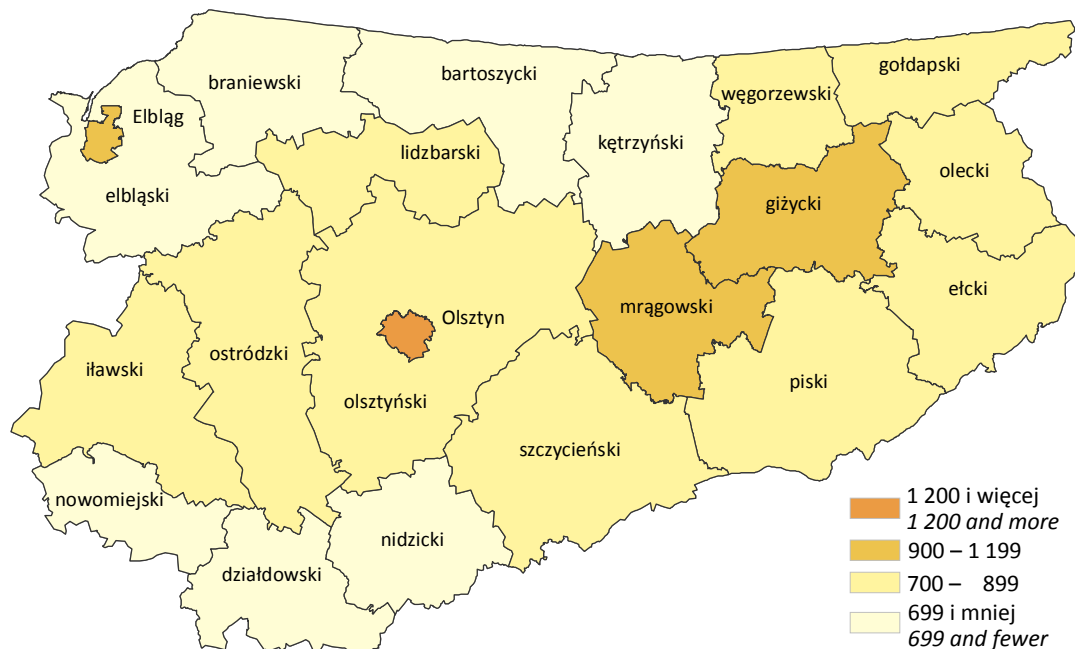 gołdapski
bartoszycki
braniewski
węgorzewski
Elbląg
kętrzyński
lidzbarski
olecki
elbląski
giżycki
ełcki
mrągowski
Olsztyn
ostródzki
iławski
piski
olsztyński
szczycieński
nowomiejski
nidzicki
działdowski
1 200 i więcej
1 200 and more
900 – 1 199
700 – 899
699 i mniej
699 and fewer